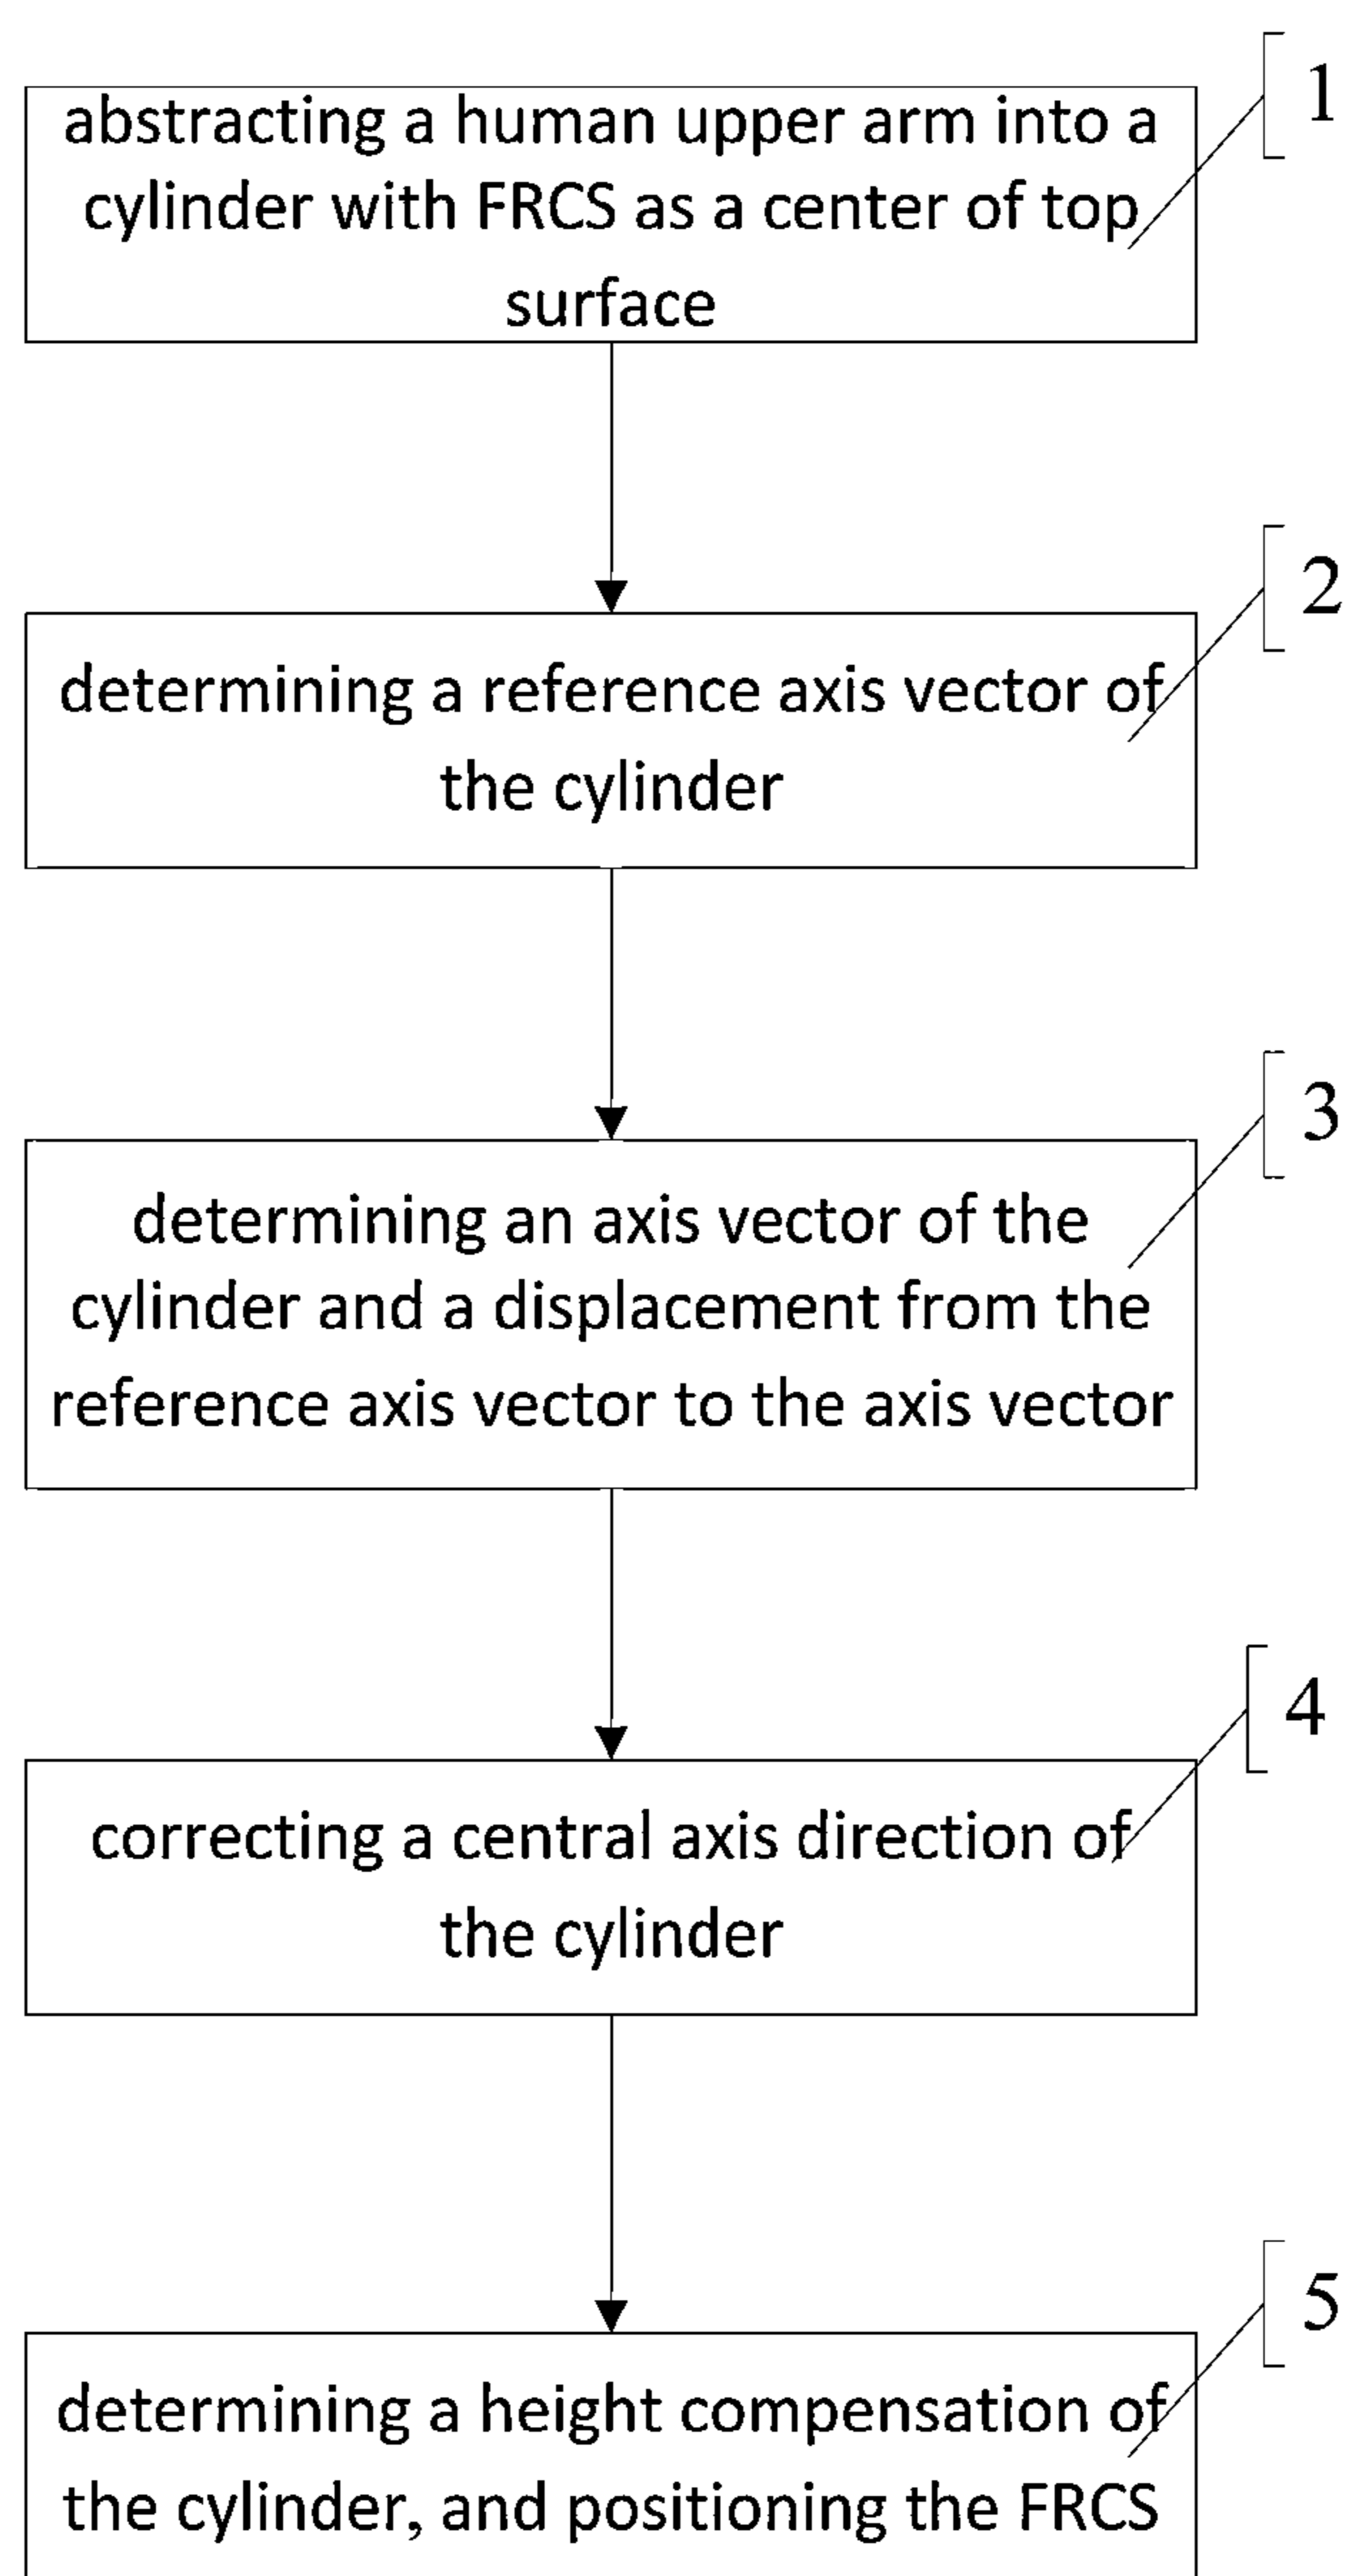 1
abstracting a human upper arm into a
cylinder with FRCS as a center of top
surface
2
determining a reference axis vector of
the cylinder
3
determining an axis vector of the
cylinder and a displacement from the
reference axis vector to the axis vector
4
correcting a central axis direction of
the cylinder
5
determining a height compensation of
the cylinder, and positioning the FRCS